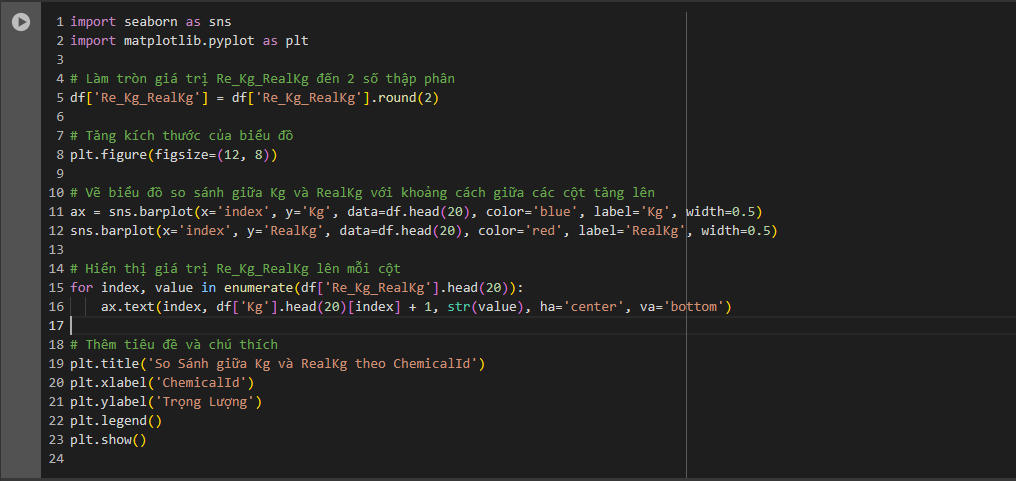 1 import seaborn as sns
2 import matplotlib.pyplot as plt
3
4 # Làm tròn giá trị Re_Kg_RealKg đến 2 số thập phân
5 df['Re_Kg_RealKg'] = df['Re_Kg_RealKg'].round(2)
6
7 # Tăng kích thước của biểu đồ
8 plt.figure(figsize=(12, 8))
9
10 # Vẽ biểu đồ so sánh giữa Kg và RealKg với khoảng cách giữa các cột tăng lên
11 ax = sns.barplot(x='index', y='Kg', data=df.head(20), color='blue', label='Kg', width=0.5)
12 sns.barplot(x='index', y='RealKg', data=df.head(20), color='red', label='RealKg', width=0.5)
13
14 # Hiển thị giá trị Re_Kg_RealKg lên mỗi cột
15 for index, value in enumerate(df['Re_Kg_RealKg'].head(20)):
16     ax.text(index, df['Kg'].head(20)[index] + 1, str(value), ha='center', va='bottom')
17
18 # Thêm tiêu đề và chú thích
19 plt.title('So Sánh giữa Kg và RealKg theo ChemicalId')
20 plt.xlabel('ChemicalId')
21 plt.ylabel('Trọng Lượng')
22 plt.legend()
23 plt.show()
24